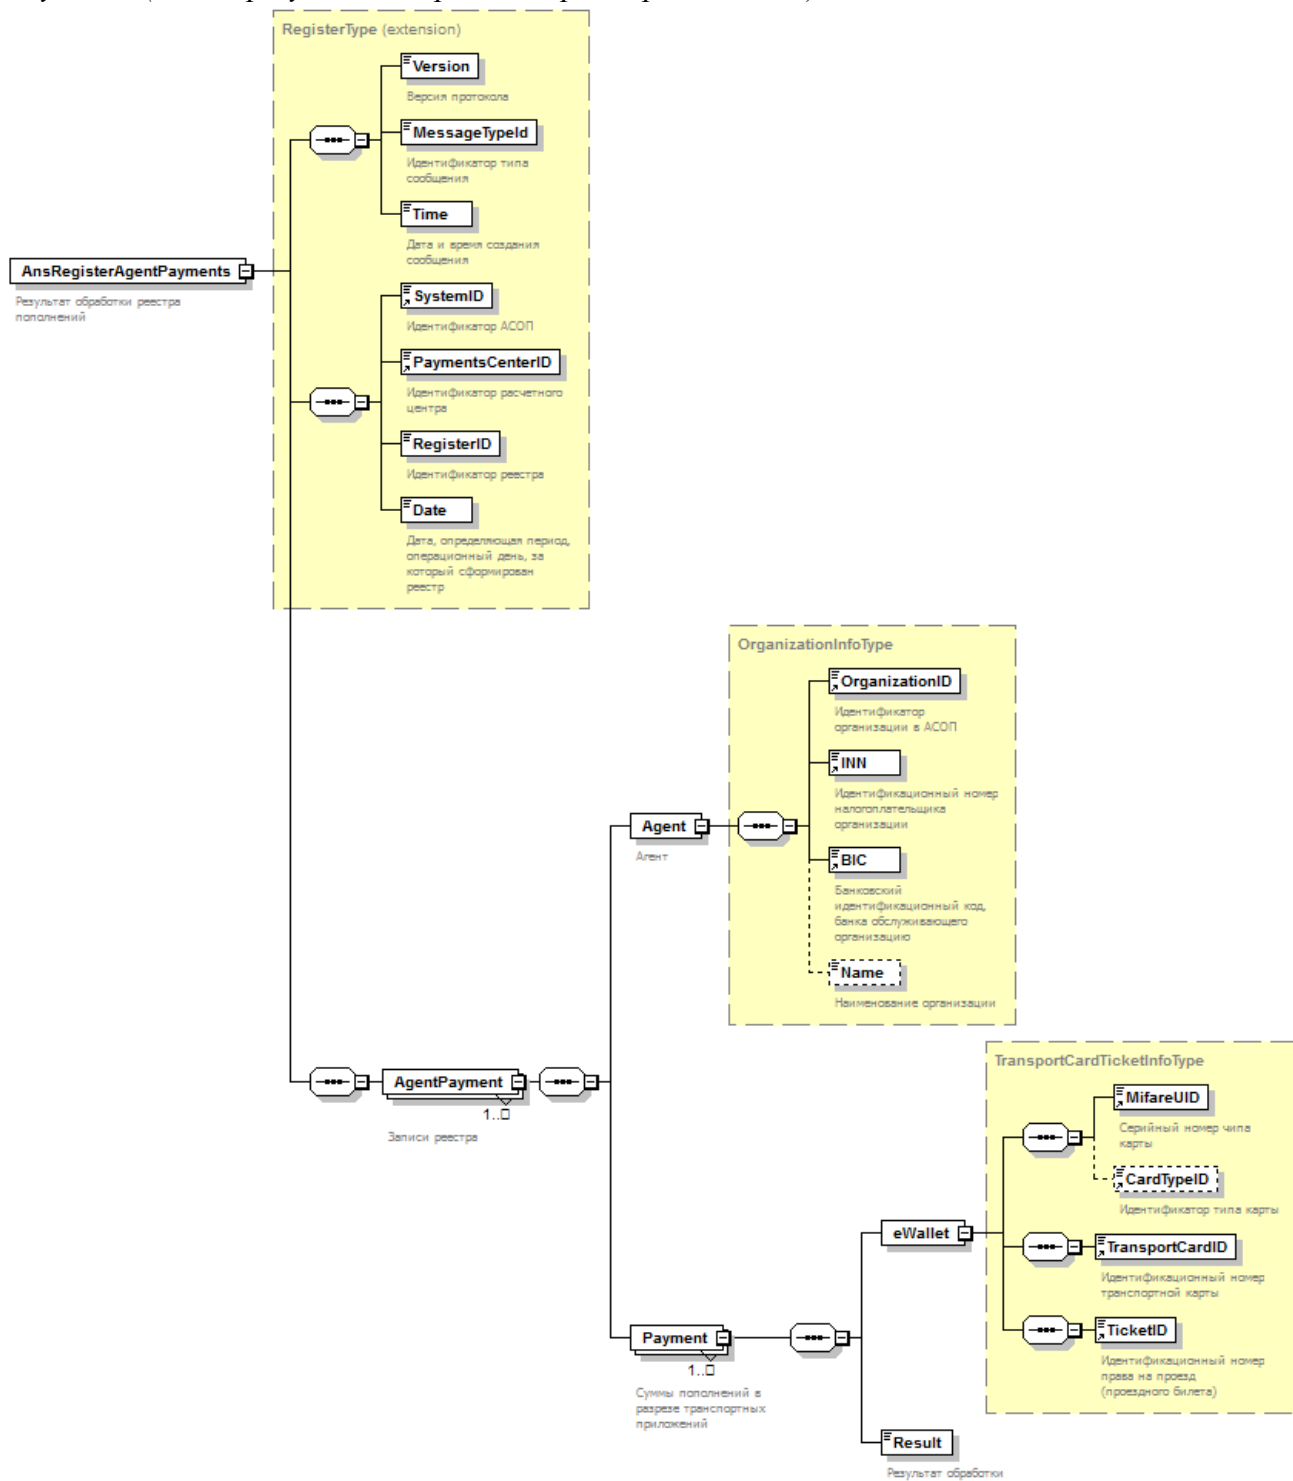 RegisterType (extension)
Version
Версия протокола
MessageTypeId
Идентификатор типа
сообщения
Time
Дата и время создания
сообщения
AnsRegisterAgentPayments
Результат обработки реестра
пополнений
SystemID
Идентификатор АСОП
PaymentsCenterID
Идентификатор расчетного
центра
RegisterID
Идентификатор реестра
Date
Дата, определяющая период,
операционный день, за
который сформирован
реестр
OrganizationInfoType
OrganizationID
Идентификатор
организации в АСОП
INN
Идентификационный номер
налогоплательщика
организации
Agent
Агент
BIC
Банковский
идентификационный код,
банка обслуживающего
организацию
Name
Наименование организации
AgentPayment
1..□
Записи реестра
TransportCardTicketInfoType
MifareUID
Серийный номер чипа
карты
CardTypeID
Идентификатор типа карты
eWallet
TransportCardID
Идентификационный номер
транспортной карты
TicketID
Идентификационный номер
права на проезд
(проездного билета)
Payment
1..□
Суммы пополнений в
разрезе транспортных
приложений
Result
Результат обработки